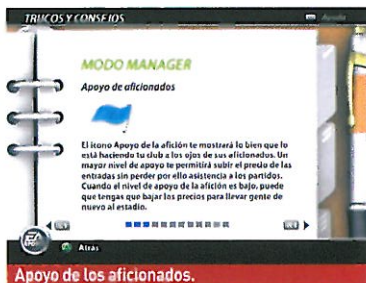 TRUCOS Y CONSEJOS
Ayuda
MODO MANAGER
Apoyo de aficionados
El icono Apoyo de la afición te mostrará lo bien que lo
está haciendo tu club a los ojos de sus aficionados. Un
mayor nivel de apoyo te permitirá subir el precio de las
entradas sin perder por ello asistencia a los partidos.
Cuando el nivel de apoyo de la afición es bajo, puede
que tengas que bajar los precios para llevar gente de
nuevo al estadio.
EA
SPORTS
Atrás
Apoyo de los aficionados.